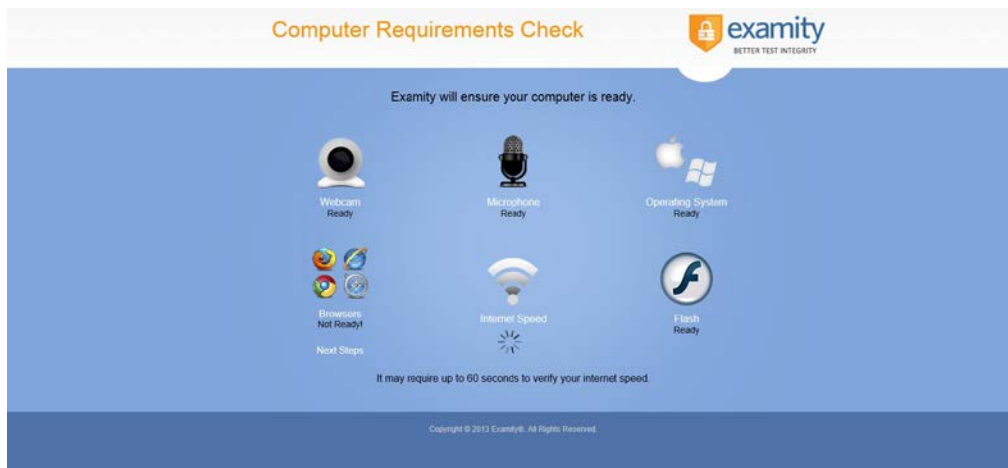 Computer Requirements Check
examity
BETTER TEST INTEGRITY
Examity will ensure your computer is ready.
Webcam
Ready
Microphone
Ready
Operating System
Ready
Browsers
Not Ready!
Next Steps
Internet Speed
Flash
Ready
It may require up to 60 seconds to verify your internet speed.
Copyright © 2013 Examity®. All Rights Reserved.